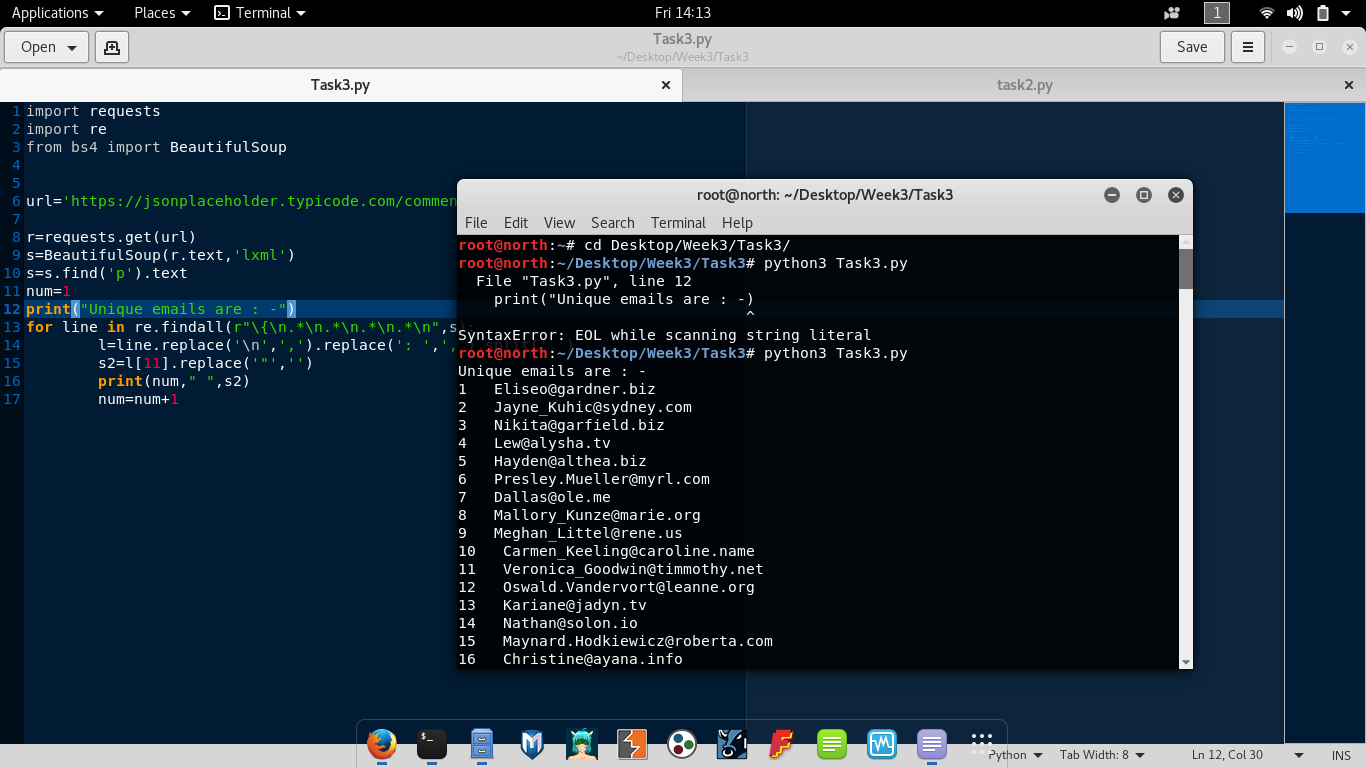 Applications Places Terminal Fri 14:13 1
Open Task3.py Save
~/Desktop/Week3/Task3
Task3.py task2.py
1 import requests
2 import re
3 from bs4 import BeautifulSoup
4
5
6 url='https://jsonplaceholder.typicode.com/commen
7
8 r=requests.get(url)
9 s=BeautifulSoup(r.text,'lxml')
10 s=s.find('p').text
11 num=1
12 print("Unique emails are : -")
13 for line in re.findall(r"\{\n.*\n.*\n.*\n.*\n",s):
14 l=line.replace('\n',',').replace(': ',',
15 s2=l[11].replace('"','')
16 print(num," ",s2)
17 num=num+1
root@north: ~/Desktop/Week3/Task3
File Edit View Search Terminal Help
root@north:~# cd Desktop/Week3/Task3/
root@north:~/Desktop/Week3/Task3# python3 Task3.py
File "Task3.py", line 12
print("Unique emails are : -)
^
SyntaxError: EOL while scanning string literal
root@north:~/Desktop/Week3/Task3# python3 Task3.py
Unique emails are : -
1 Eliseo@gardner.biz
2 Jayne_Kuhic@sydney.com
3 Nikita@garfield.biz
4 Lew@alysha.tv
5 Hayden@althea.biz
6 Presley.Mueller@myrl.com
7 Dallas@ole.me
8 Mallory_Kunze@marie.org
9 Meghan_Littel@rene.us
10 Carmen_Keeling@caroline.name
11 Veronica_Goodwin@timmothy.net
12 Oswald.Vandervort@leanne.org
13 Kariane@jadyn.tv
14 Nathan@solon.io
15 Maynard.Hodkiewicz@roberta.com
16 Christine@ayana.info
Python Tab Width: 8 Ln 12, Col 30 INS